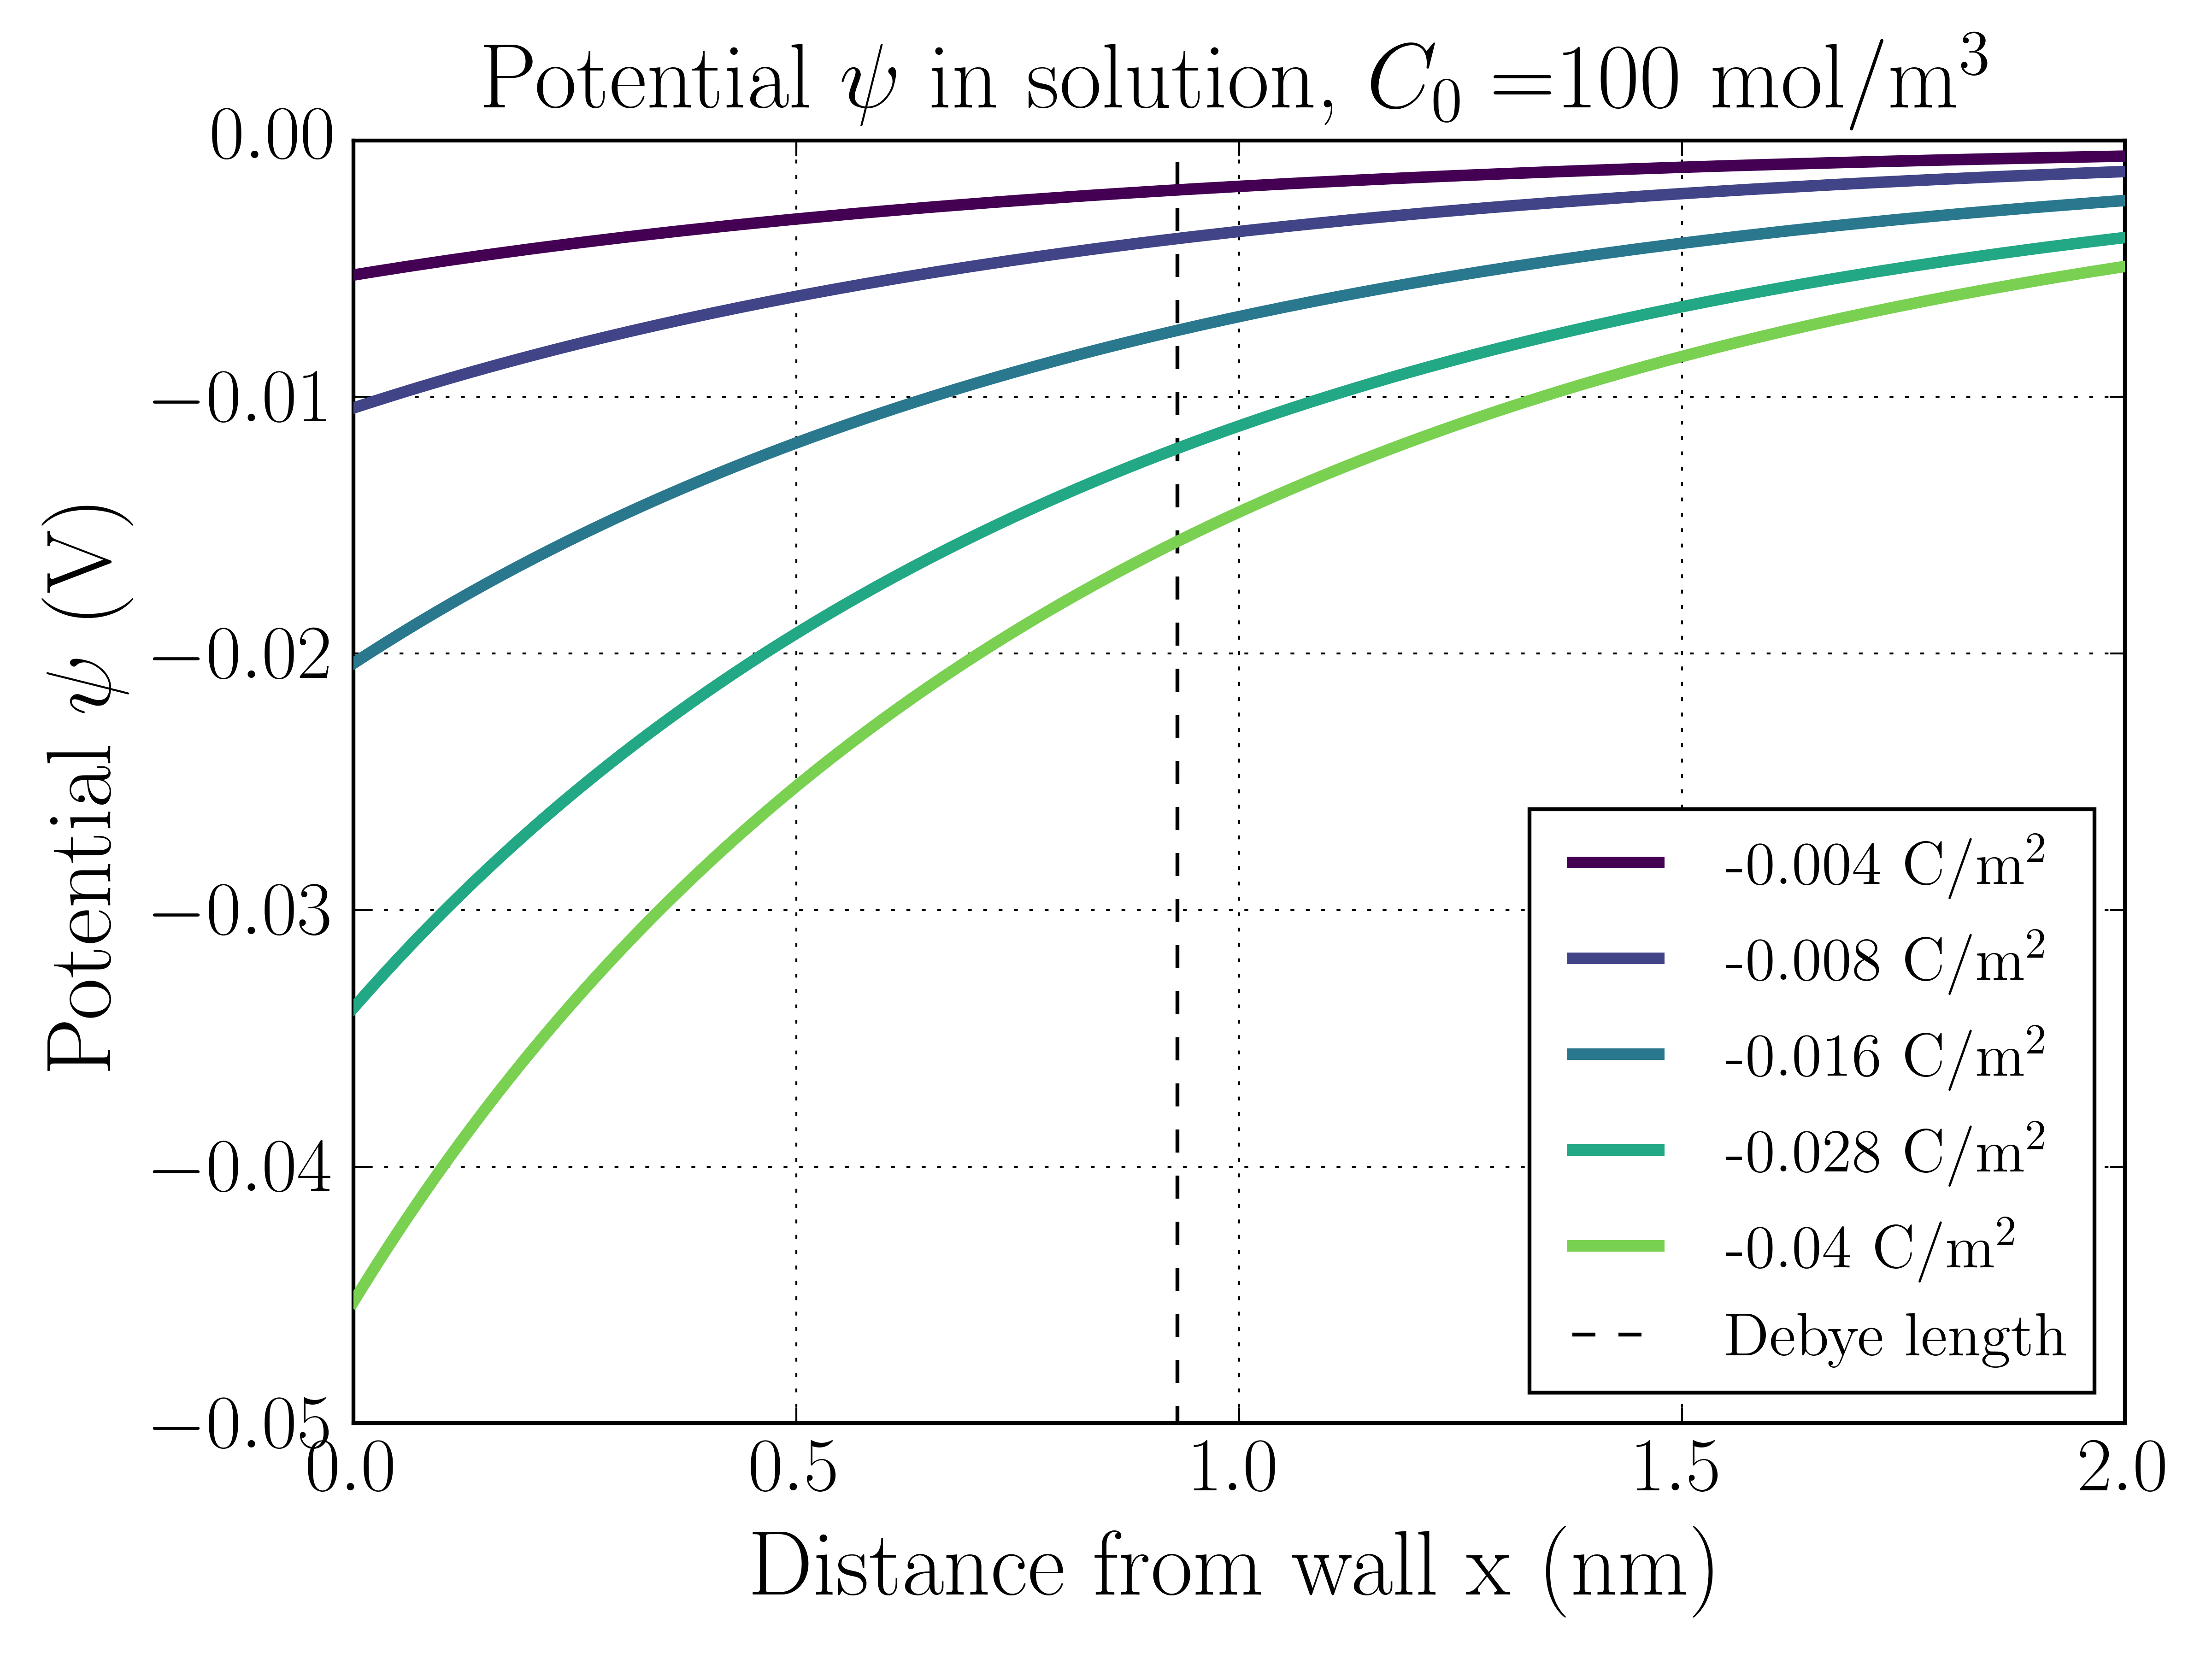 Potential ψ in solution, C₀ =100 mol/m³
Potential ψ (V)
0.00
−0.01
−0.02
−0.03
−0.04
−0.05
-0.004 C/m²
-0.008 C/m²
-0.016 C/m²
-0.028 C/m²
-0.04 C/m²
Debye length
0.0 0.5 1.0 1.5 2.0
Distance from wall x (nm)